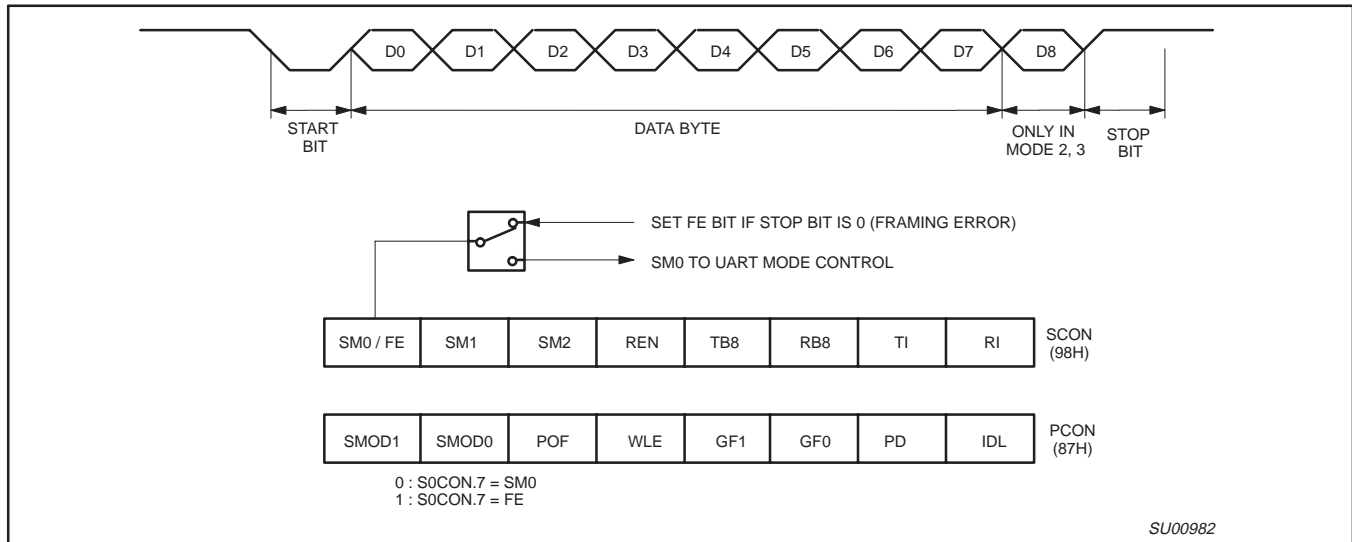 D0 D1 D2 D3 D4 D5 D6 D7 D8
START
BIT
DATA BYTE
ONLY IN
MODE 2, 3
STOP
BIT
SET FE BIT IF STOP BIT IS 0 (FRAMING ERROR)
SM0 TO UART MODE CONTROL
SM0 / FE SM1 SM2 REN TB8 RB8 TI RI
SCON
(98H)
SMOD1 SMOD0 POF WLE GF1 GF0 PD IDL
PCON
(87H)
0 : S0CON.7 = SM0
1 : S0CON.7 = FE
SU00982